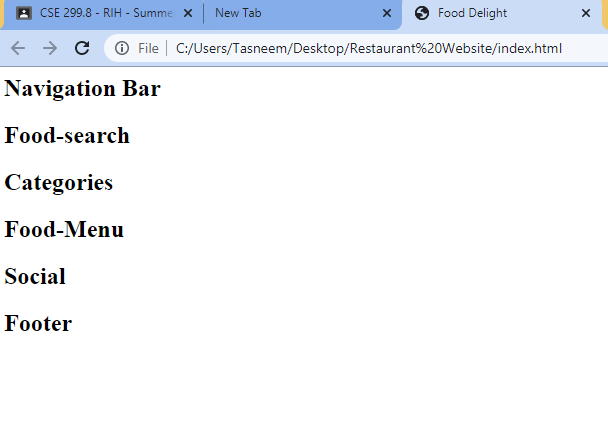 CSE 299.8 - RIH - Summe
New Tab
Food Delight
File
C:/Users/Tasneem/Desktop/Restaurant%20Website/index.html
Navigation Bar
Food-search
Categories
Food-Menu
Social
Footer